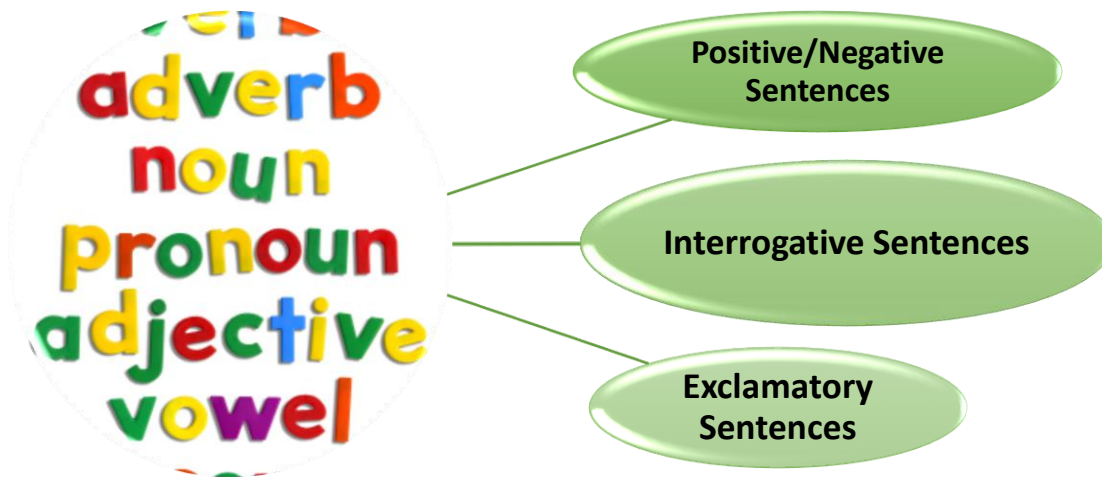 adverb
noun
pronoun
adjective
vowel
Positive/Negative
Sentences
Interrogative Sentences
Exclamatory
Sentences